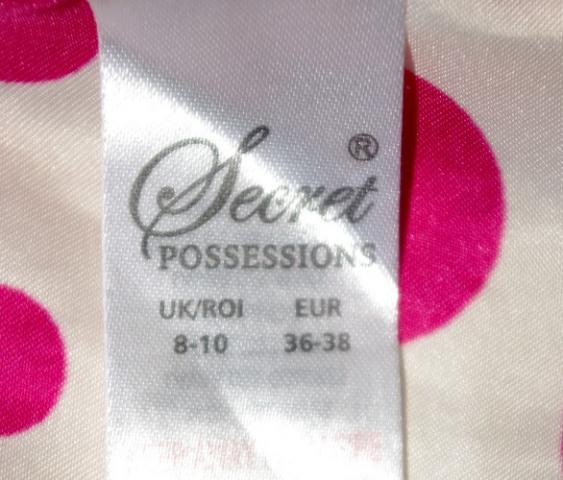 Secret ®
POSSESSIONS
UK/ROI EUR
8-10 36-38